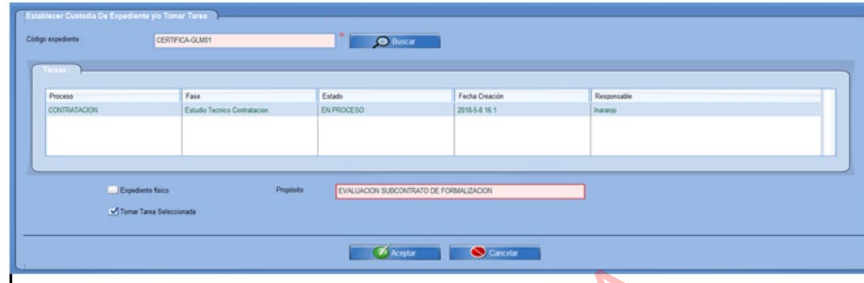 Establecer Custodia De Expediente y/o Tomar Tarea
Código expediente : CERTIFICA-GLM01 * Buscar
Tareas :
Proceso Fase Estado Fecha Creación Responsable
CONTRATACION Estudio Tecnico Contratacion EN PROCESO 2018-5-8 16:1 lnaranjo
Expediente físico Propósito EVALUACION SUBCONTRATO DE FORMALIZACION
Tomar Tarea Seleccionada
Aceptar Cancelar